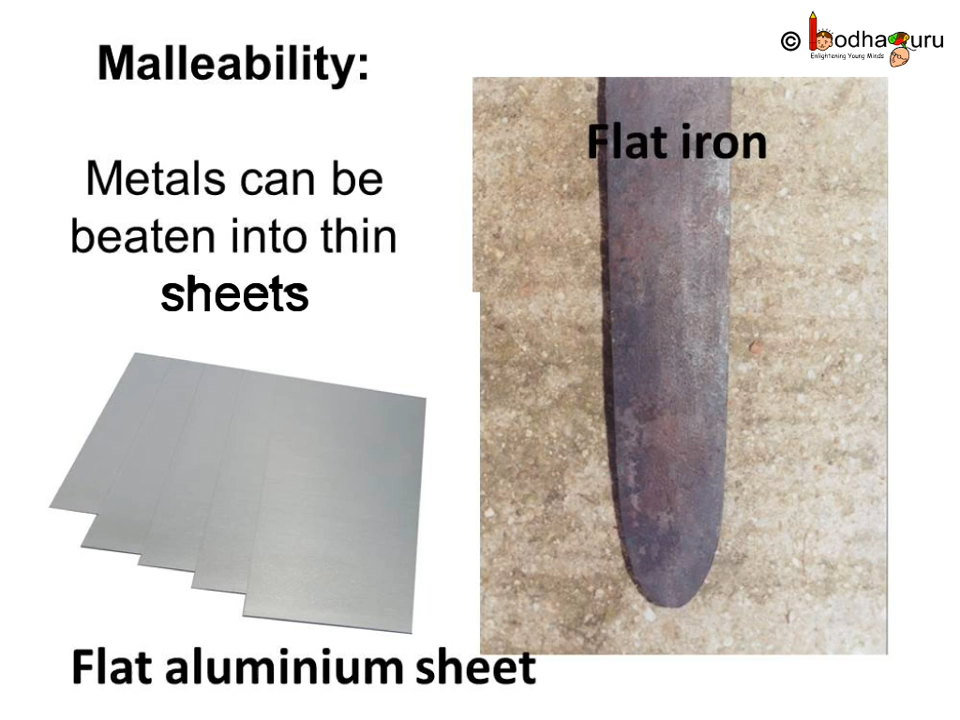 Malleability:
© BodhaGuru
Enlightening Young Minds
Metals can be
beaten into thin
sheets
Flat iron
Flat aluminium sheet